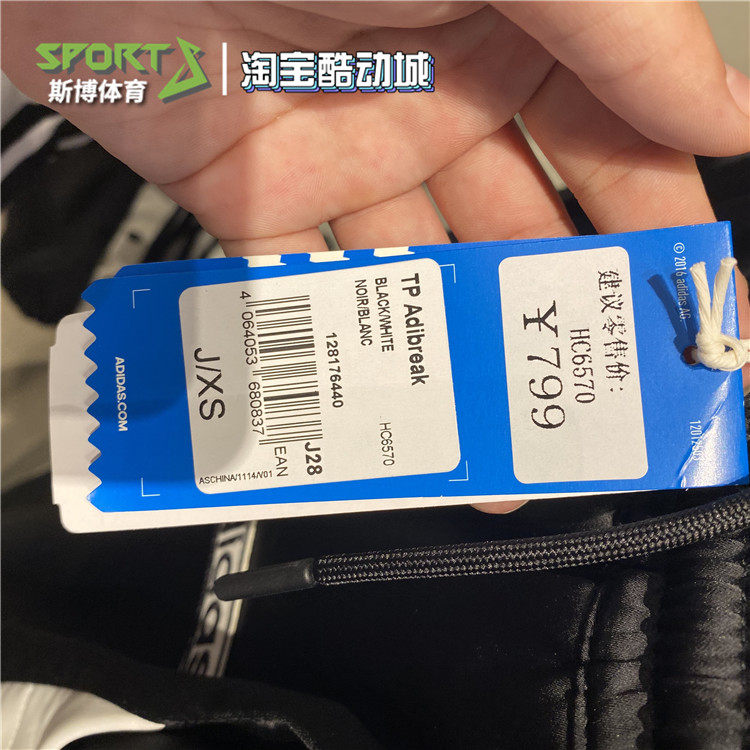 SPORTS
斯博体育
淘宝酷动城
© 2016 adidas AG.
ADIDAS.COM
TP Adibreak
BLACK/WHITE
NOIR/BLANC
128176440
HC6570
4 064053 680837
EAN
J28
J/XS
ASCHINA/1114/V01
建议零售价:
HC6570
￥799